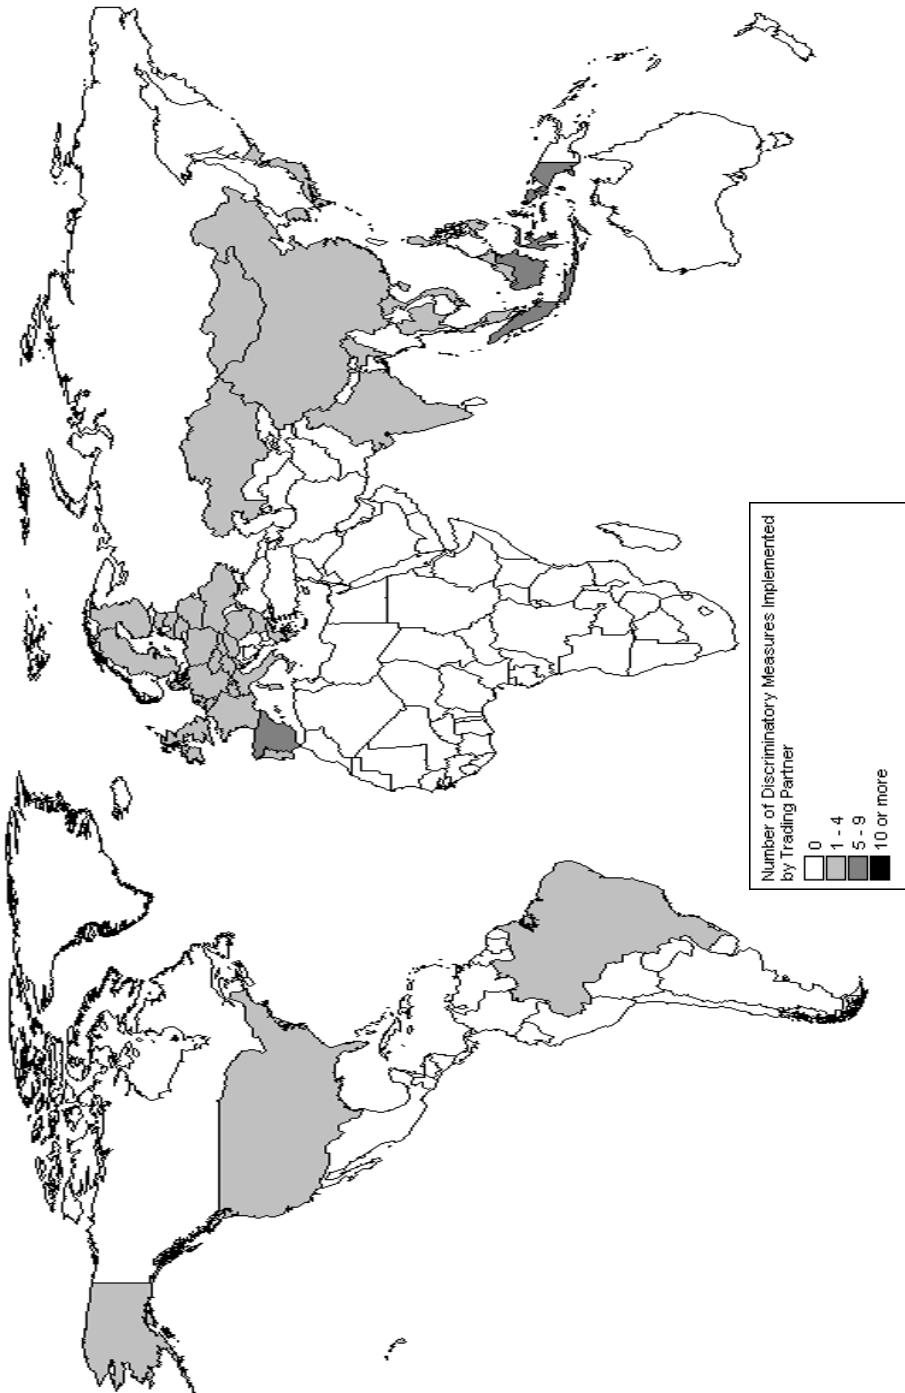 Number of Discriminatory Measures Implemented
by Trading Partner
0
1 - 4
5 - 9
10 or more